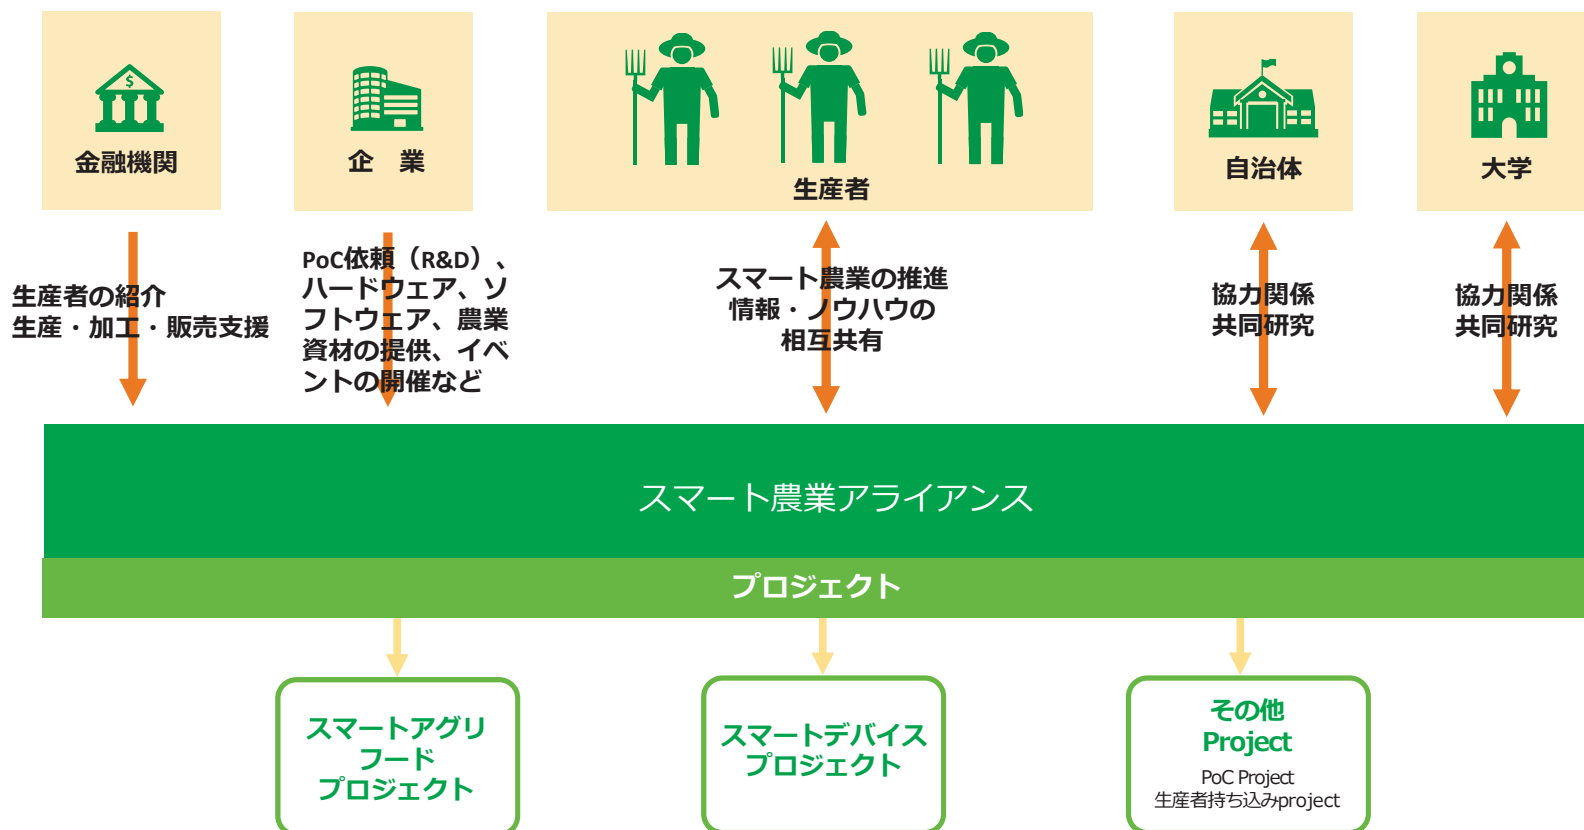 $
金融機関
企　業
生産者
自治体
大学
生産者の紹介
生産・加工・販売支援
PoC依頼（R&D）、
ハードウェア、ソ
フトウェア、農業
資材の提供、イベ
ントの開催など
スマート農業の推進
情報・ノウハウの
相互共有
協力関係
共同研究
協力関係
共同研究
スマート農業アライアンス
プロジェクト
スマートアグリ
フード
プロジェクト
スマートデバイス
プロジェクト
その他
Project
PoC Project
生産者持ち込みproject